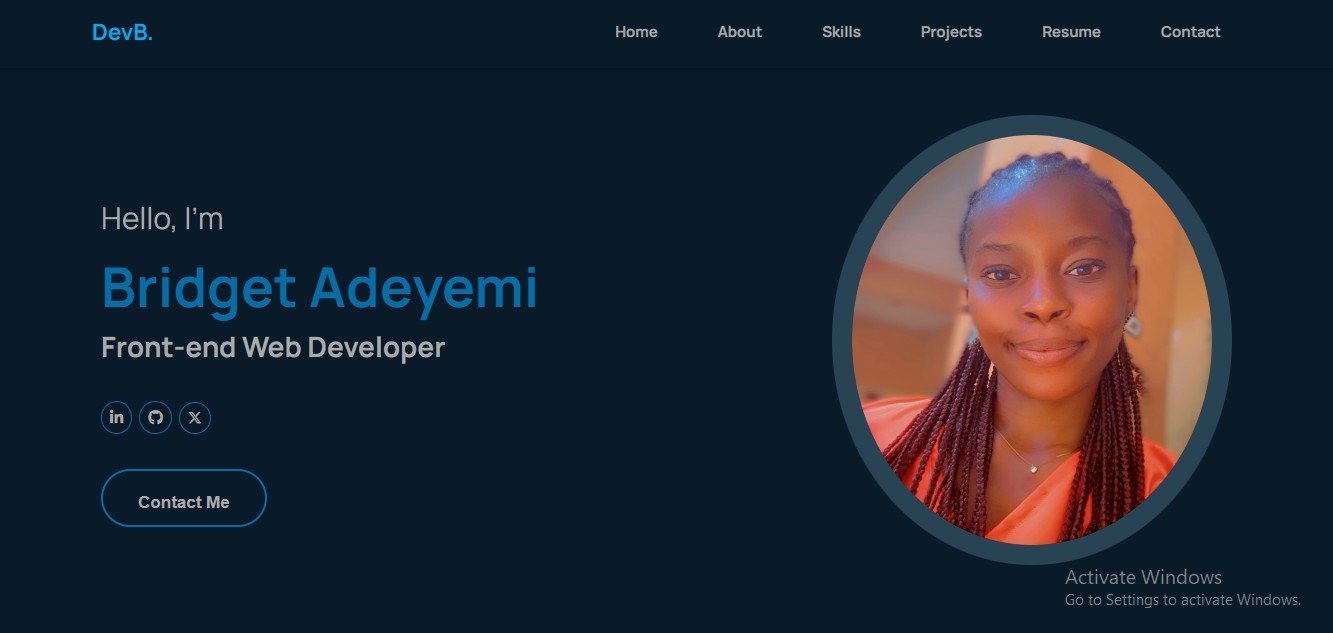 DevB.
Home About Skills Projects Resume Contact
Hello, I’m
Bridget Adeyemi
Front-end Web Developer
in X
Contact Me
Activate Windows
Go to Settings to activate Windows.